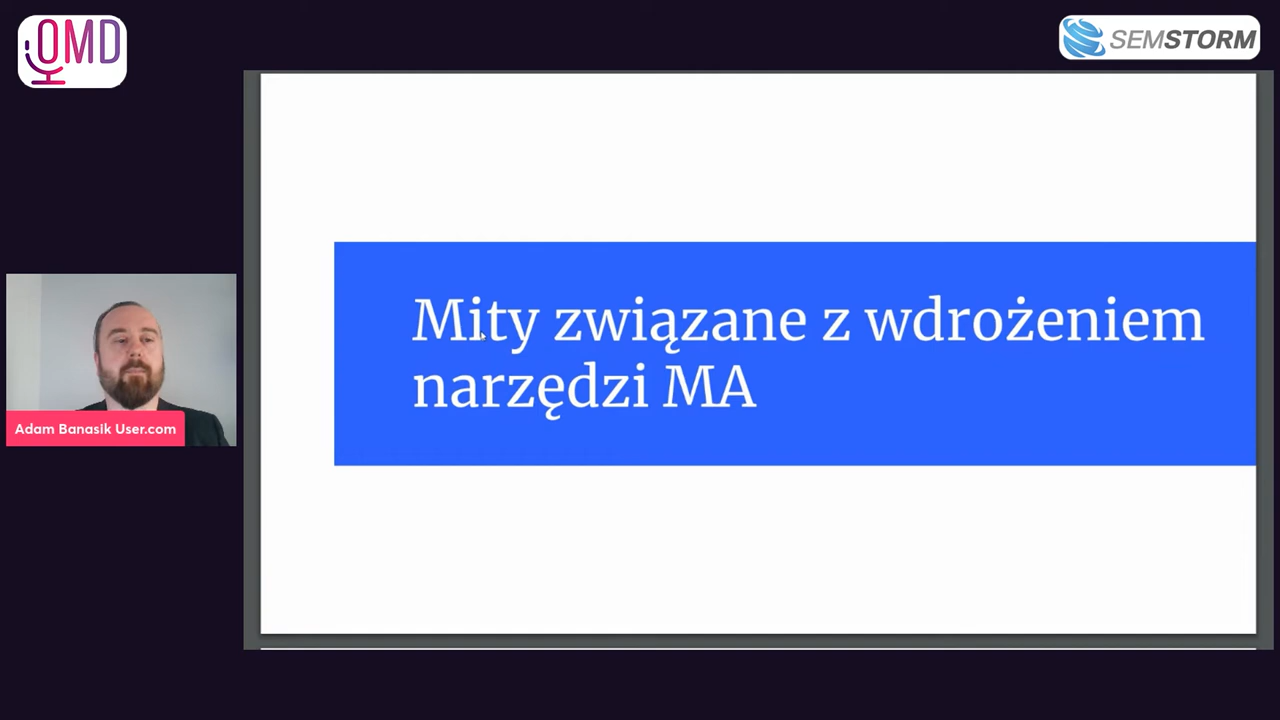 OMD
SEMSTORM
Mity związane z wdrożeniem
narzędzi MA
Adam Banasik User.com